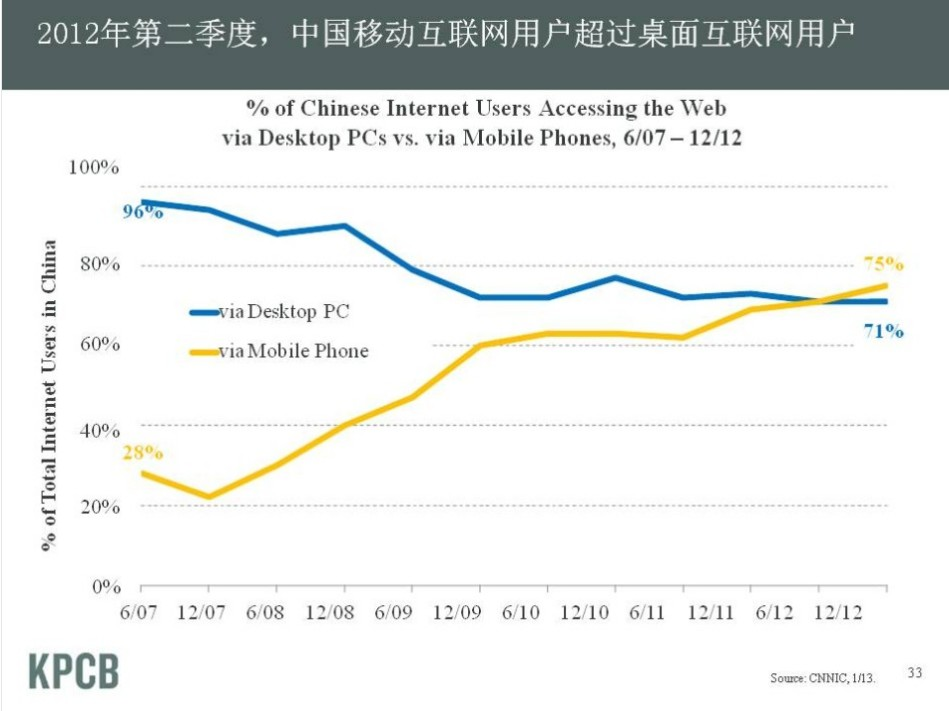 2012年第二季度，中国移动互联网用户超过桌面互联网用户
% of Chinese Internet Users Accessing the Web
via Desktop PCs vs. via Mobile Phones, 6/07 – 12/12
% of Total Internet Users in China
100%
80%
60%
40%
20%
0%
96%
28%
75%
71%
via Desktop PC
via Mobile Phone
6/07 12/07 6/08 12/08 6/09 12/09 6/10 12/10 6/11 12/11 6/12 12/12
KPCB
Source: CNNIC, 1/13.
33